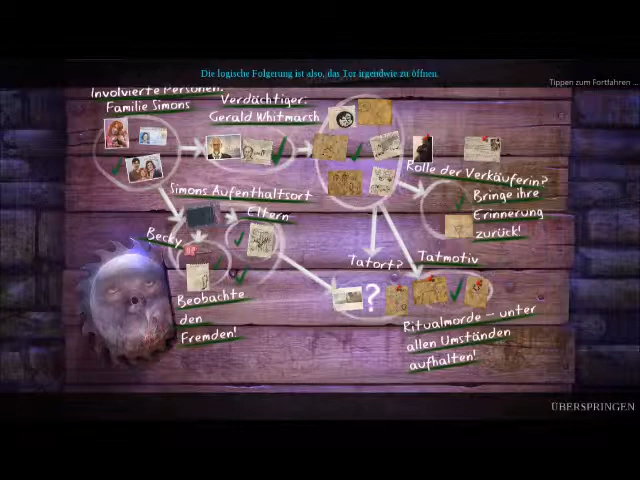 Die logische Folgerung ist also, das Tor irgendwie zu öffnen.
Tippen zum Fortfahren ...
Involvierte Personen:
Familie Simons
Verdächtiger:
Gerald Whitmarsh
Rolle der Verkäuferin?
Bringe ihre
Erinnerung
zurück!
Simons Aufenthaltsort
Eltern
Becky
Beobachte
den
Fremden!
Tatort?
Tatmotiv
?
Ritualmorde – unter
allen Umständen
aufhalten!
ÜBERSPRINGEN